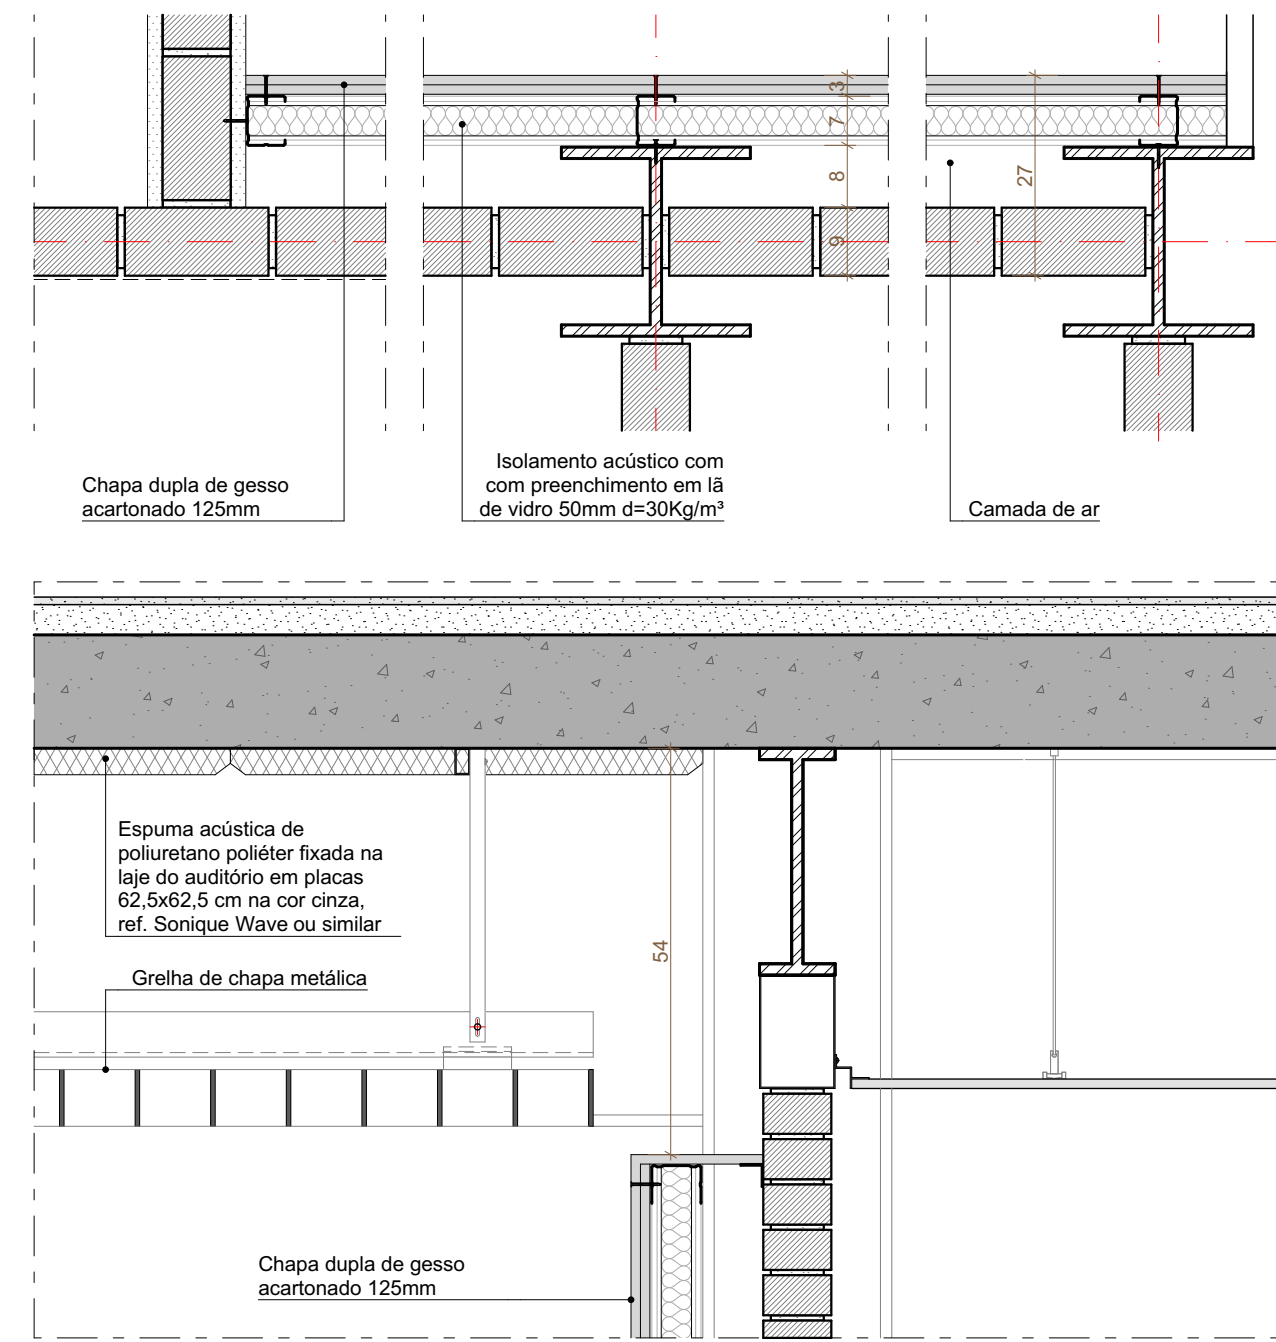 3
7
8
9
27
Chapa dupla de gesso
acartonado 125mm
Isolamento acústico com
com preenchimento em lã
de vidro 50mm d=30Kg/m³
Camada de ar
Espuma acústica de
poliuretano poliéter fixada na
laje do auditório em placas
62,5x62,5 cm na cor cinza,
ref. Sonique Wave ou similar
Grelha de chapa metálica
54
Chapa dupla de gesso
acartonado 125mm